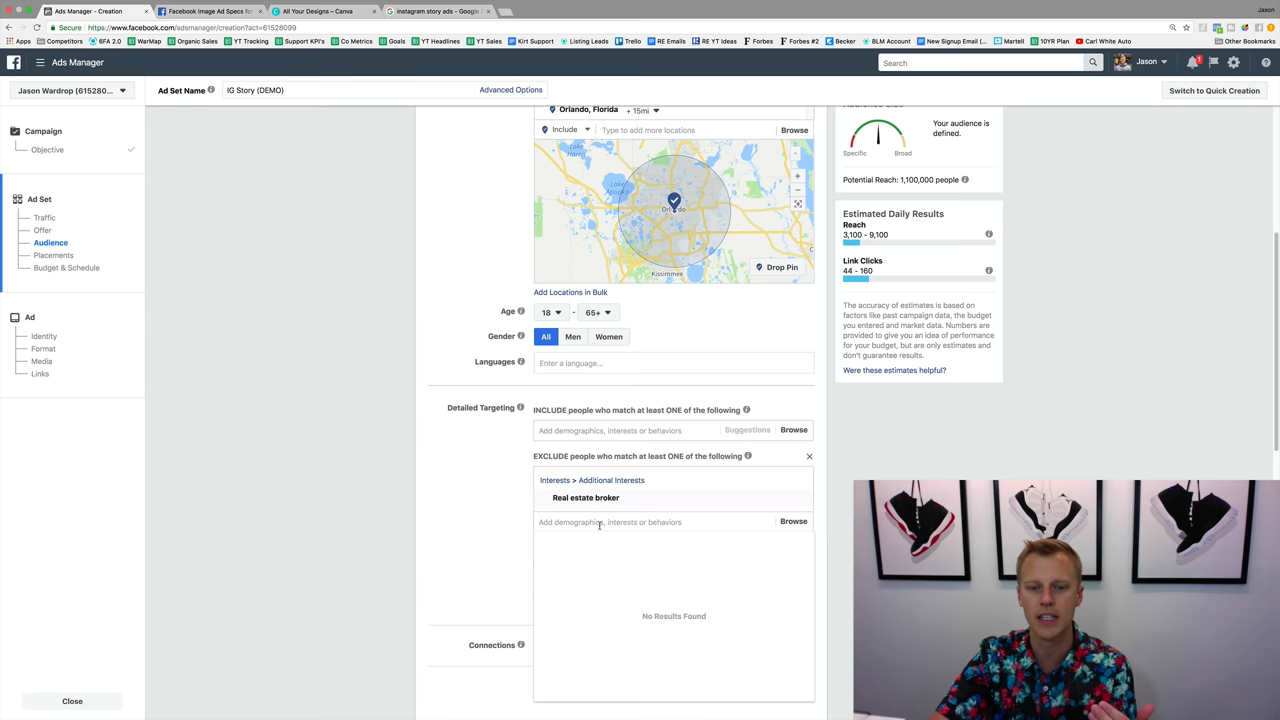 Ads Manager - Creation
Facebook Image Ad Specs for
All Your Designs – Canva
instagram story ads - Google
Jason
Secure
https://www.facebook.com/adsmanager/creation?act=61528099
Apps
Competitors
6FA 2.0
WarMap
Organic Sales
YT Tracking
Support KPI's
Co Metrics
Goals
YT Headlines
YT Sales
Kirt Support
Listing Leads
Trello
RE Emails
RE YT Ideas
Forbes
Forbes #2
Becker
BLM Account
New Signup Email (...
Martell
10YR Plan
Carl White Auto
Other Bookmarks
Ads Manager
Search
Jason
1
Jason Wardrop (615280...
Ad Set Name
IG Story (DEMO)
Advanced Options
Switch to Quick Creation
Campaign
Objective
Ad Set
Traffic
Offer
Audience
Placements
Budget & Schedule
Ad
Identity
Format
Media
Links
Close
Orlando, Florida + 15mi
Include
Type to add more locations
Browse
Lake Harris
Lake Apopka
Orlando
Kissimmee
Drop Pin
Add Locations in Bulk
Age
18 - 65+
Gender
All
Men
Women
Languages
Enter a language...
Detailed Targeting
INCLUDE people who match at least ONE of the following
Add demographics, interests or behaviors
Suggestions
Browse
EXCLUDE people who match at least ONE of the following
Interests > Additional Interests
Real estate broker
Add demographics, interests or behaviors
Browse
No Results Found
Connections
Your audience is
defined.
Specific
Broad
Potential Reach: 1,100,000 people
Estimated Daily Results
Reach
3,100 - 9,100
Link Clicks
44 - 160
The accuracy of estimates is based on
factors like past campaign data, the budget
you entered and market data. Numbers are
provided to give you an idea of performance
for your budget, but are only estimates and
don't guarantee results.
Were these estimates helpful?